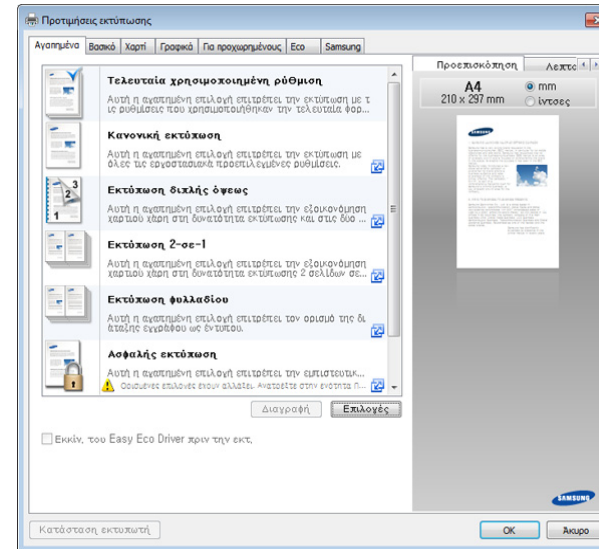 Προτιμήσεις εκτύπωσης
Αγαπημένα Βασικό Χαρτί Γραφικά Για προχωρημένους Eco Samsung
Προεπισκόπηση Λεπτο
Τελευταία χρησιμοποιημένη ρύθμιση
Αυτή η αγαπημένη επιλογή επιτρέπει την εκτύπωση με τ
ις ρυθμίσεις που χρησιμοποιήθηκαν την τελευταία φορ...
A4
210 x 297 mm
mm
ίντσες
Κανονική εκτύπωση
Αυτή η αγαπημένη επιλογή επιτρέπει την εκτύπωση με
όλες τις εργοστασιακά προεπιλεγμένες ρυθμίσεις.
Εκτύπωση διπλής όψεως
Αυτή η αγαπημένη επιλογή επιτρέπει την εξοικονόμηση
χαρτιού χάρη στη δυνατότητα εκτύπωσης και στις δύο ...
Εκτύπωση 2-σε-1
Αυτή η αγαπημένη επιλογή επιτρέπει την εξοικονόμηση
χαρτιού χάρη στη δυνατότητα εκτύπωσης 2 σελίδων σε...
Εκτύπωση φυλλαδίου
Αυτή η αγαπημένη επιλογή επιτρέπει τον ορισμό της δι
άταξης εγγράφου ως έντυπου.
Ασφαλής εκτύπωση
Αυτή η αγαπημένη επιλογή επιτρέπει την εμπιστευτικ...
Ορισμένες επιλογές έχουν αλλάξει. Ανατρέξτε στην ενότητα Π...
Διαγραφή Επιλογές
Εκκίν. του Easy Eco Driver πριν την εκτ.
SAMSUNG
Κατάσταση εκτυπωτή
OK Άκυρο